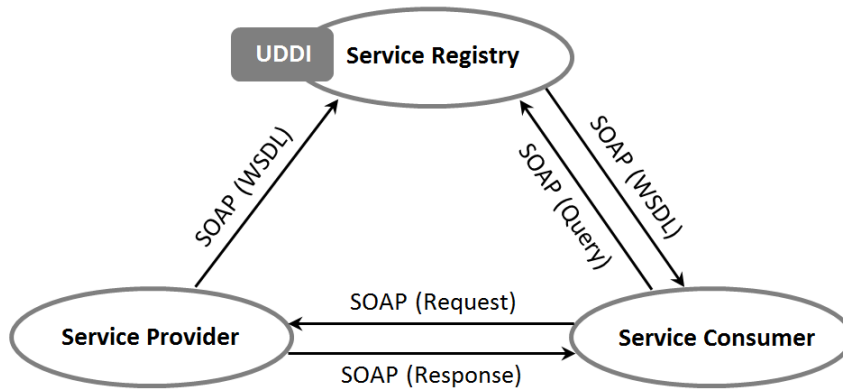 UDDI
Service Registry
SOAP (WSDL)
SOAP (Query)
SOAP (WSDL)
SOAP (Request)
Service Provider
Service Consumer
SOAP (Response)